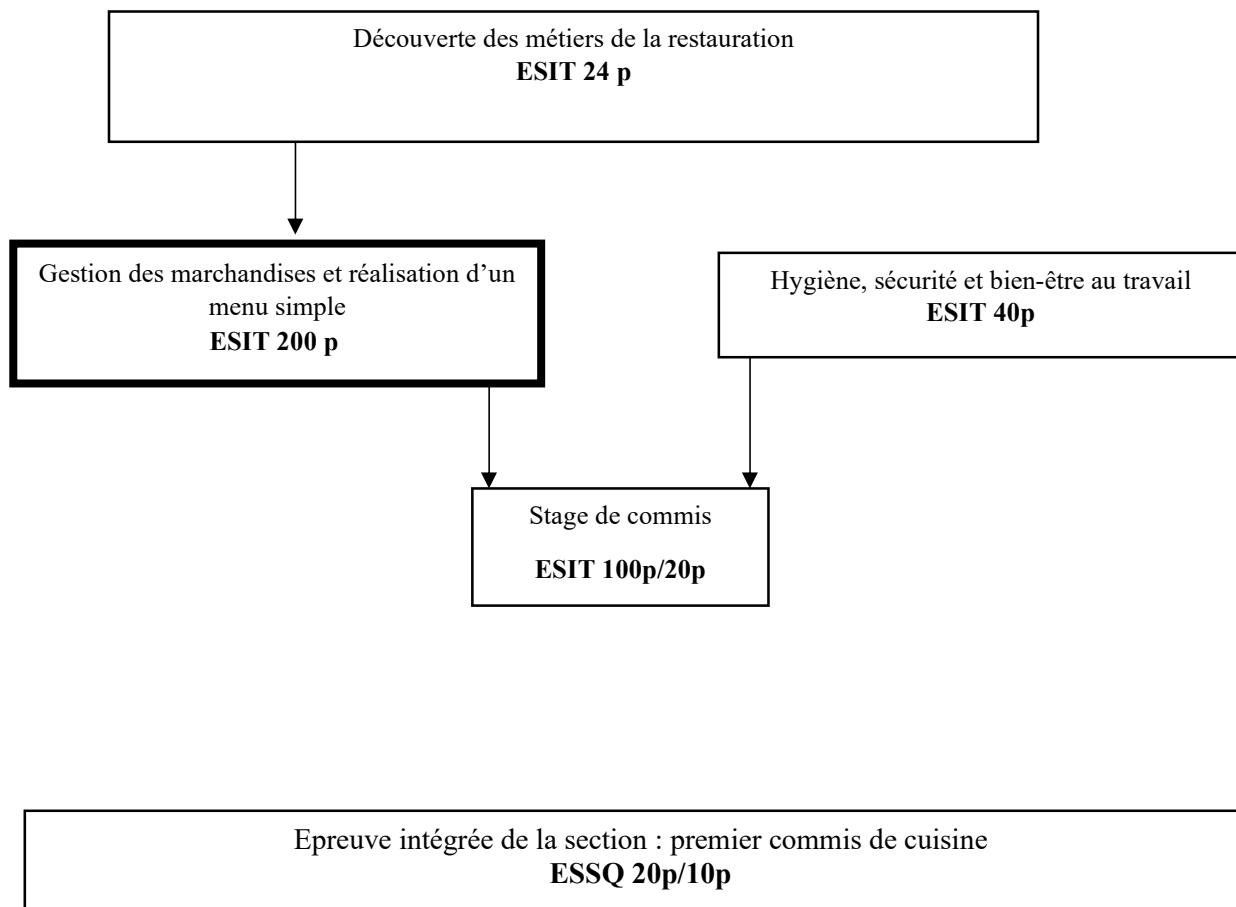 Découverte des métiers de la restauration
ESIT 24 p
Gestion des marchandises et réalisation d’un
menu simple
ESIT 200 p
Hygiène, sécurité et bien-être au travail
ESIT 40p
Stage de commis
ESIT 100p/20p
Epreuve intégrée de la section : premier commis de cuisine
ESSQ 20p/10p